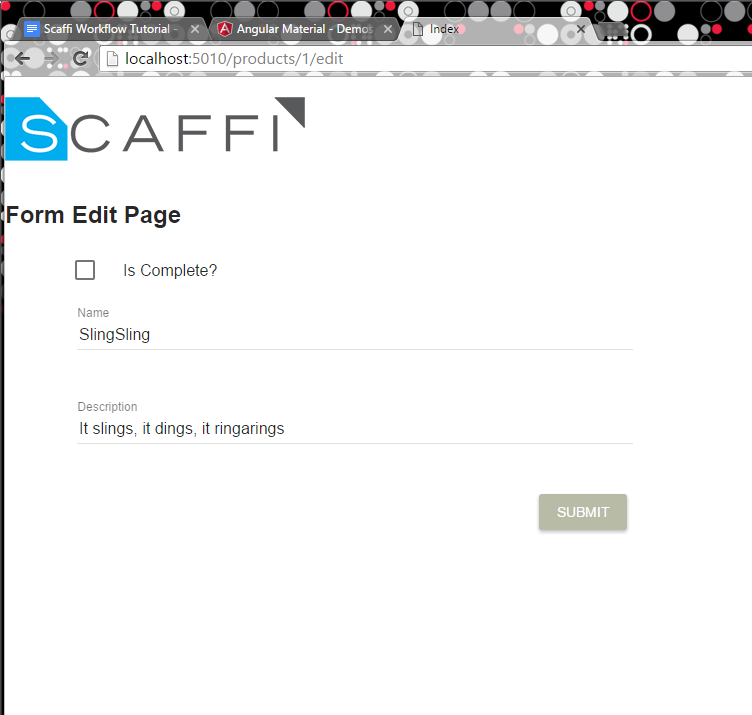 Scaffi Workflow Tutorial -
Angular Material - Demos
Index
localhost:5010/products/1/edit
SCAFFI
Form Edit Page
Is Complete?
Name
SlingSling
Description
It slings, it dings, it ringarings
SUBMIT